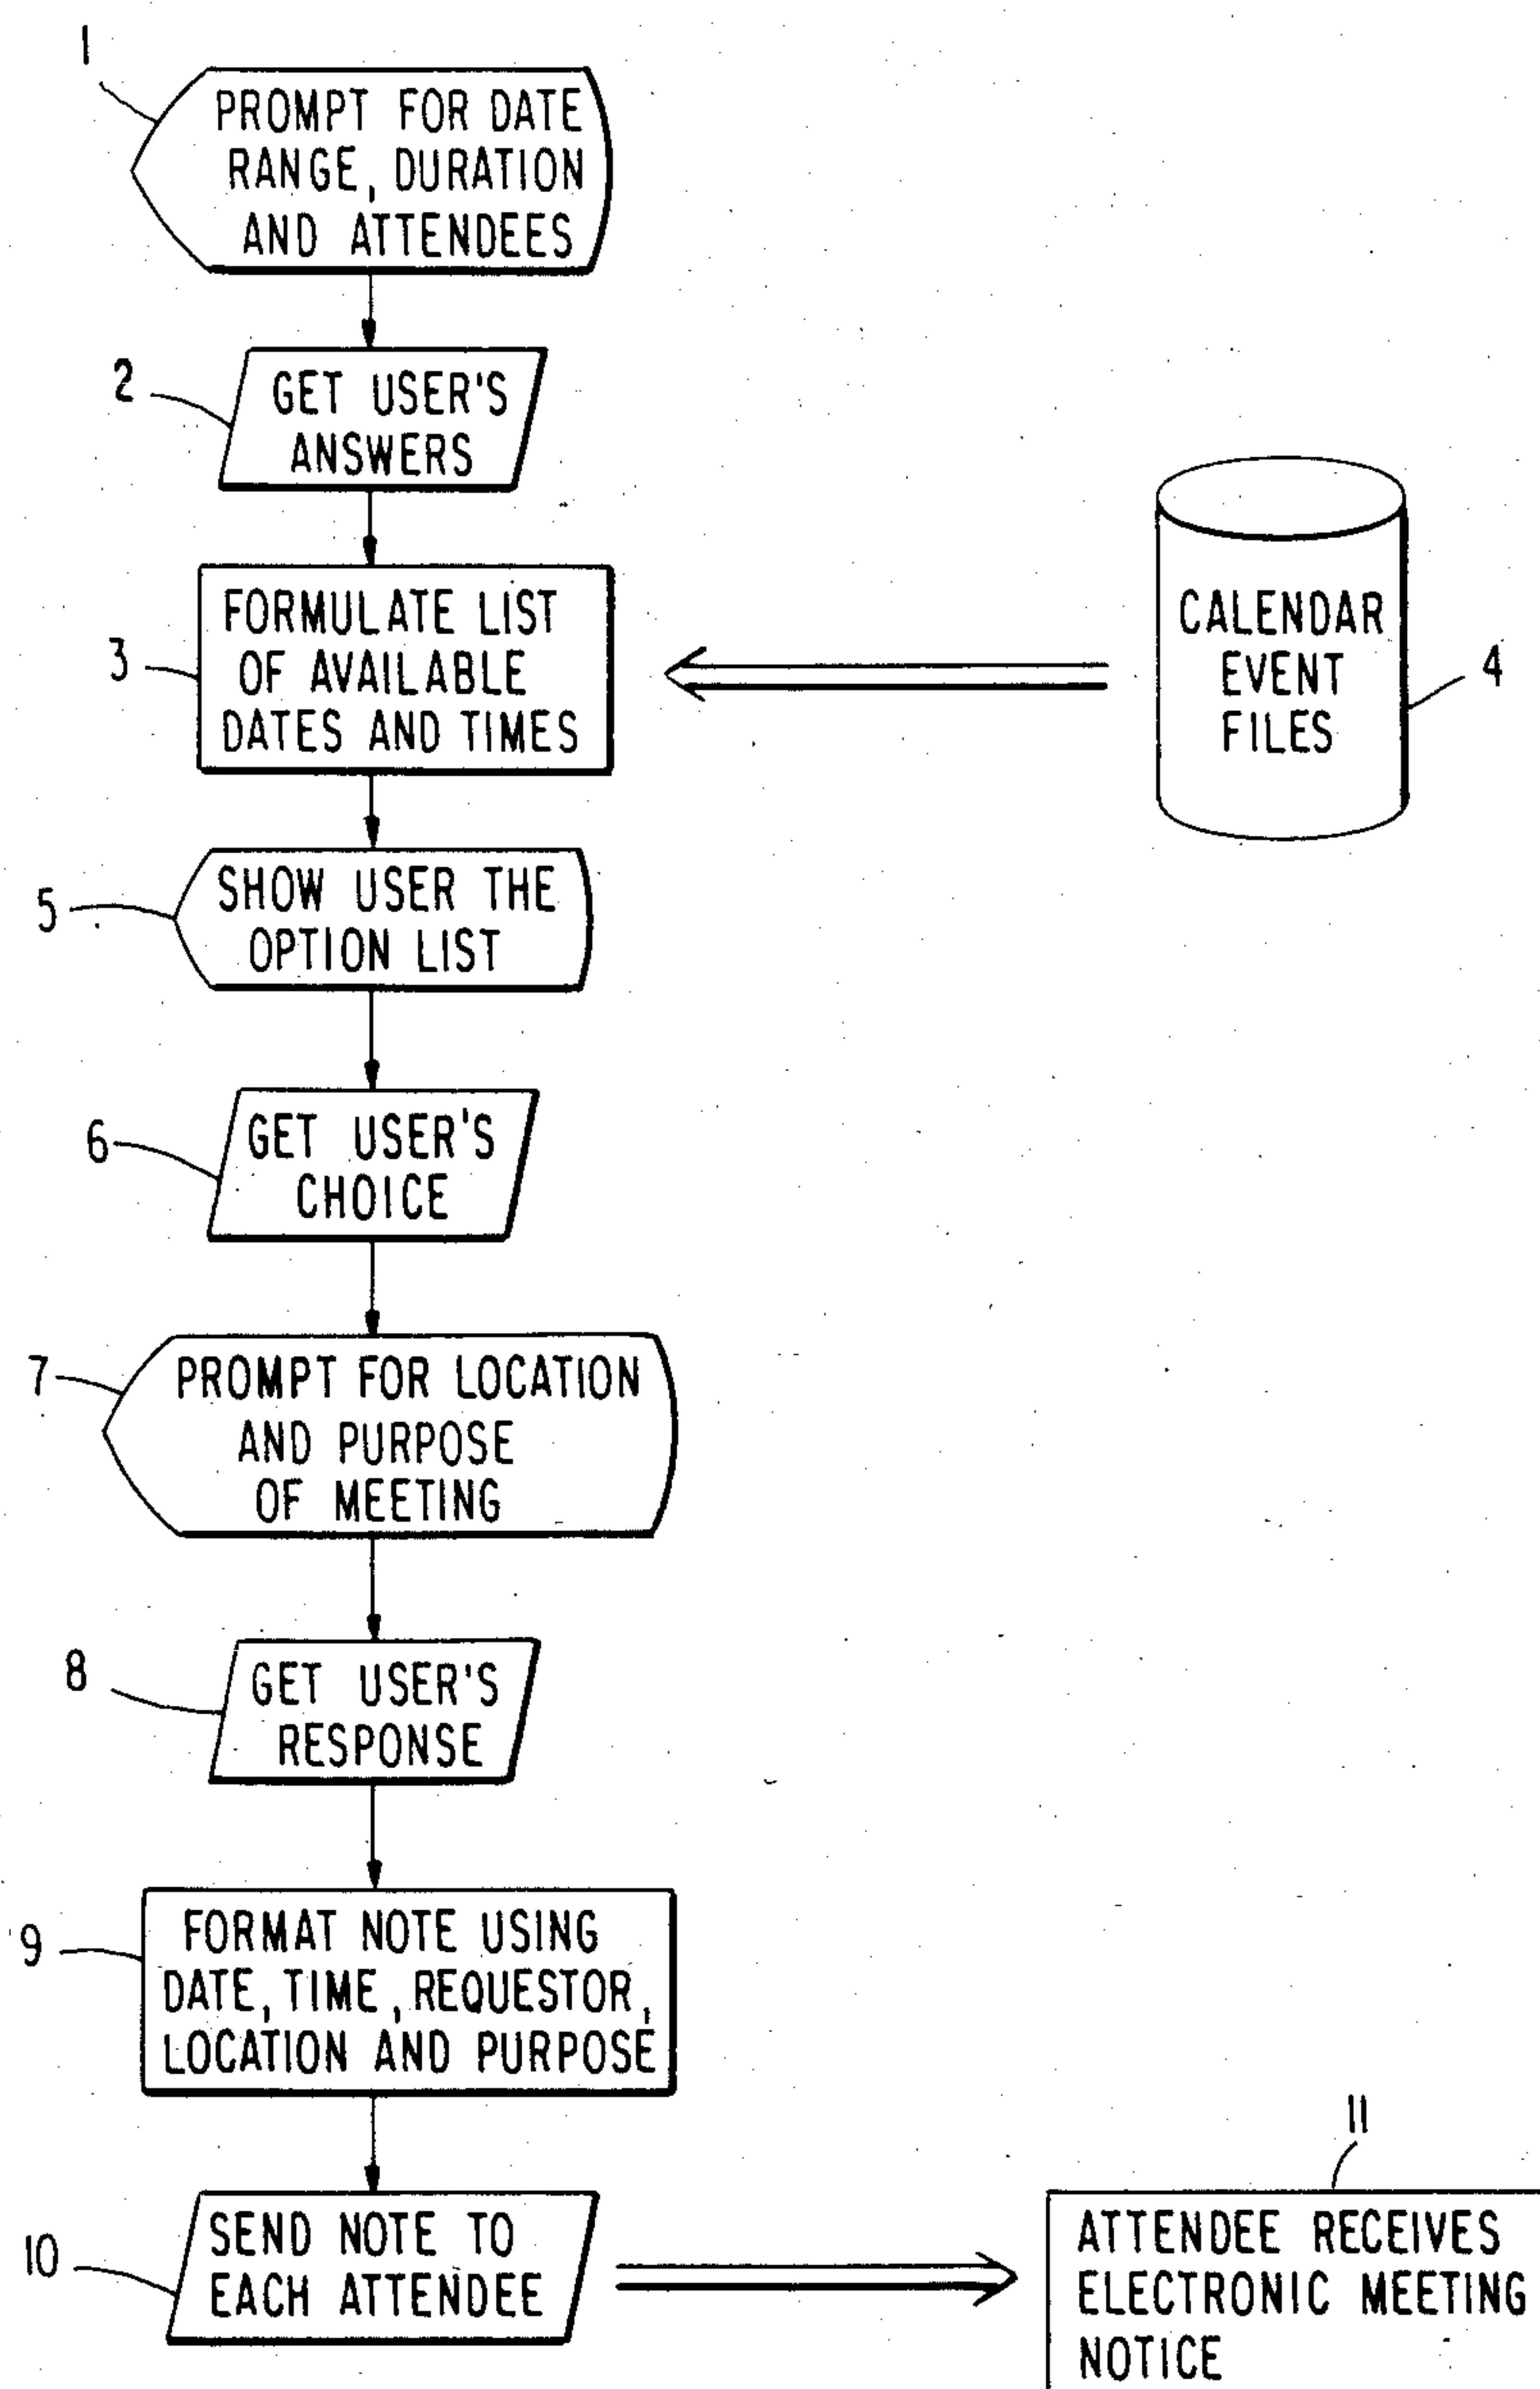 1
PROMPT FOR DATE
RANGE, DURATION
AND ATTENDEES
2
GET USER'S
ANSWERS
3
FORMULATE LIST
OF AVAILABLE
DATES AND TIMES
CALENDAR
EVENT
FILES
4
5
SHOW USER THE
OPTION LIST
6
GET USER'S
CHOICE
7
PROMPT FOR LOCATION
AND PURPOSE
OF MEETING
8
GET USER'S
RESPONSE
9
FORMAT NOTE USING
DATE, TIME, REQUESTOR,
LOCATION AND PURPOSE
10
SEND NOTE TO
EACH ATTENDEE
11
ATTENDEE RECEIVES
ELECTRONIC MEETING
NOTICE